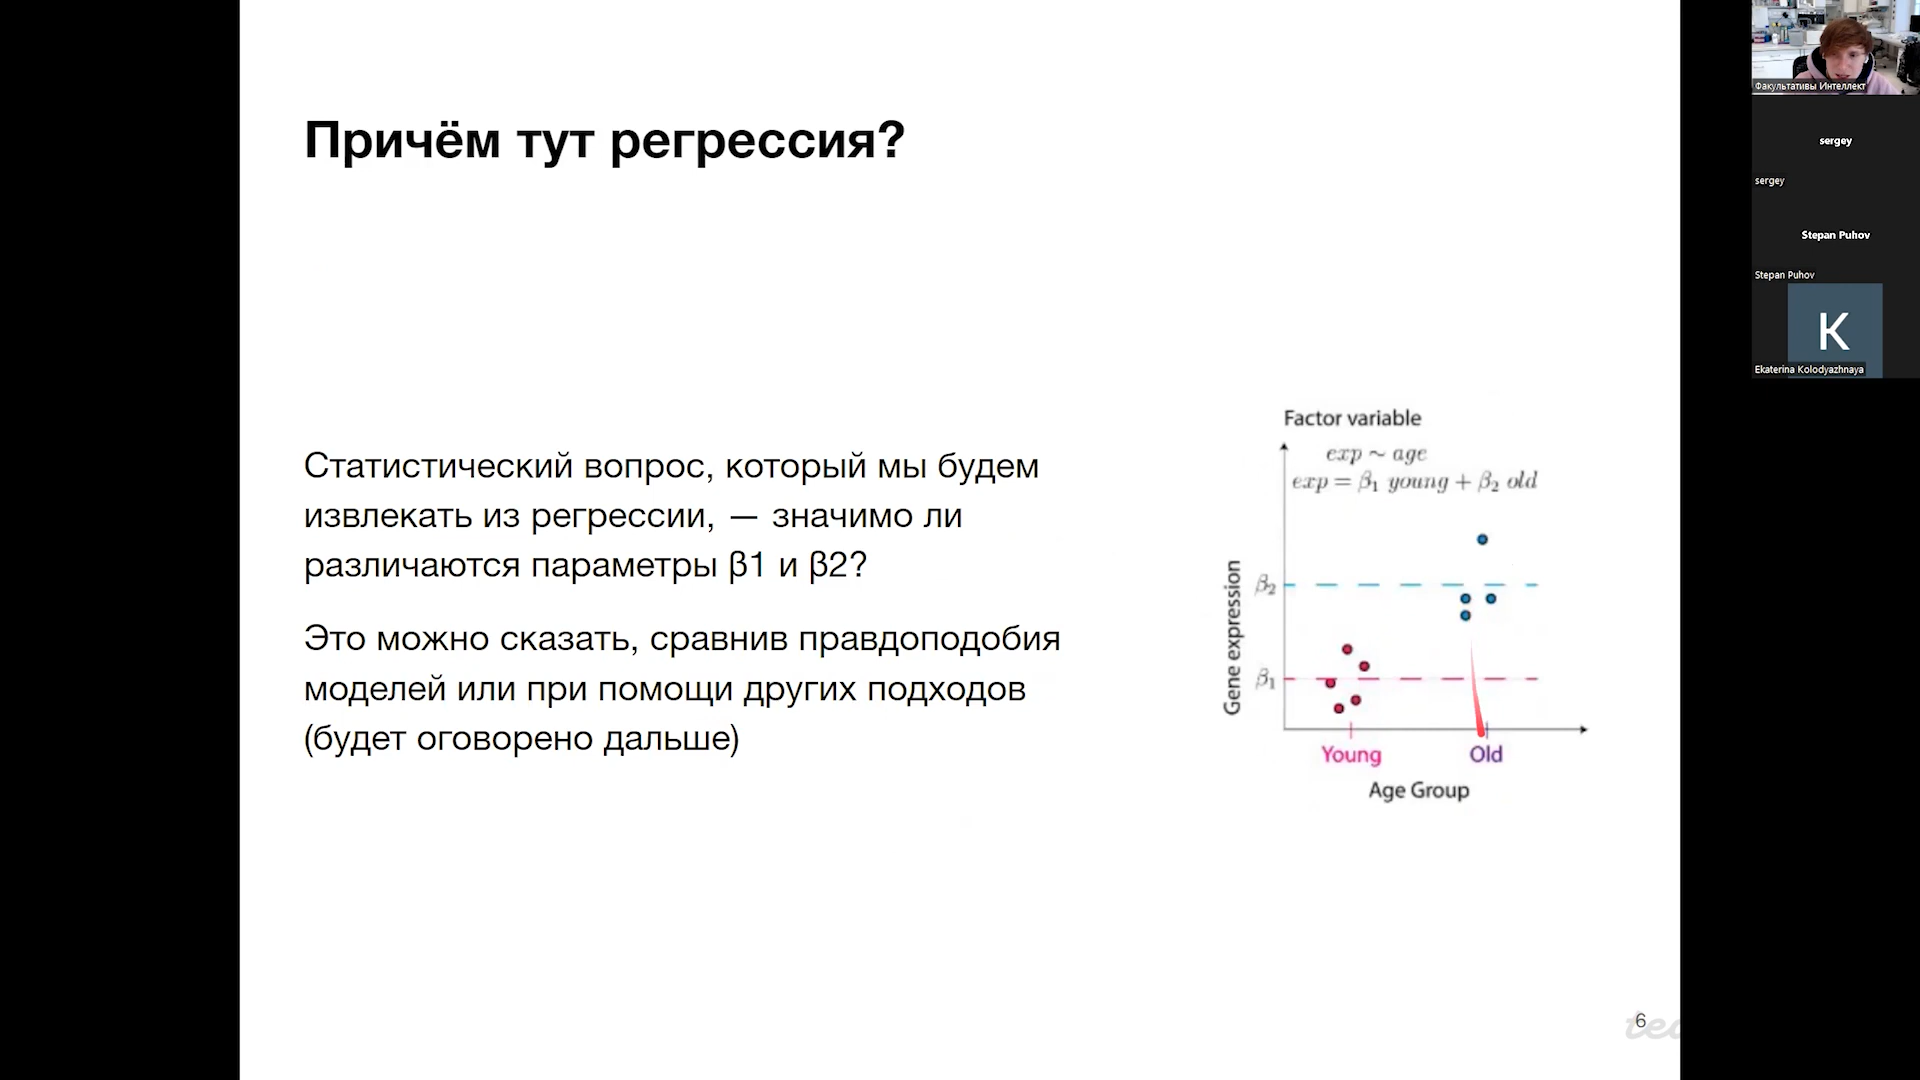 Причём тут регрессия?
Статистический вопрос, который мы будем
извлекать из регрессии, — значимо ли
различаются параметры β1 и β2?
Это можно сказать, сравнив правдоподобия
моделей или при помощи других подходов
(будет оговорено дальше)
Factor variable
exp ~ age
exp = β₁ young + β₂ old
Gene expression
β₂
β₁
Young
Old
Age Group
6
Факультативы Интеллект
sergey
sergey
Stepan Puhov
Stepan Puhov
K
Ekaterina Kolodyazhnaya